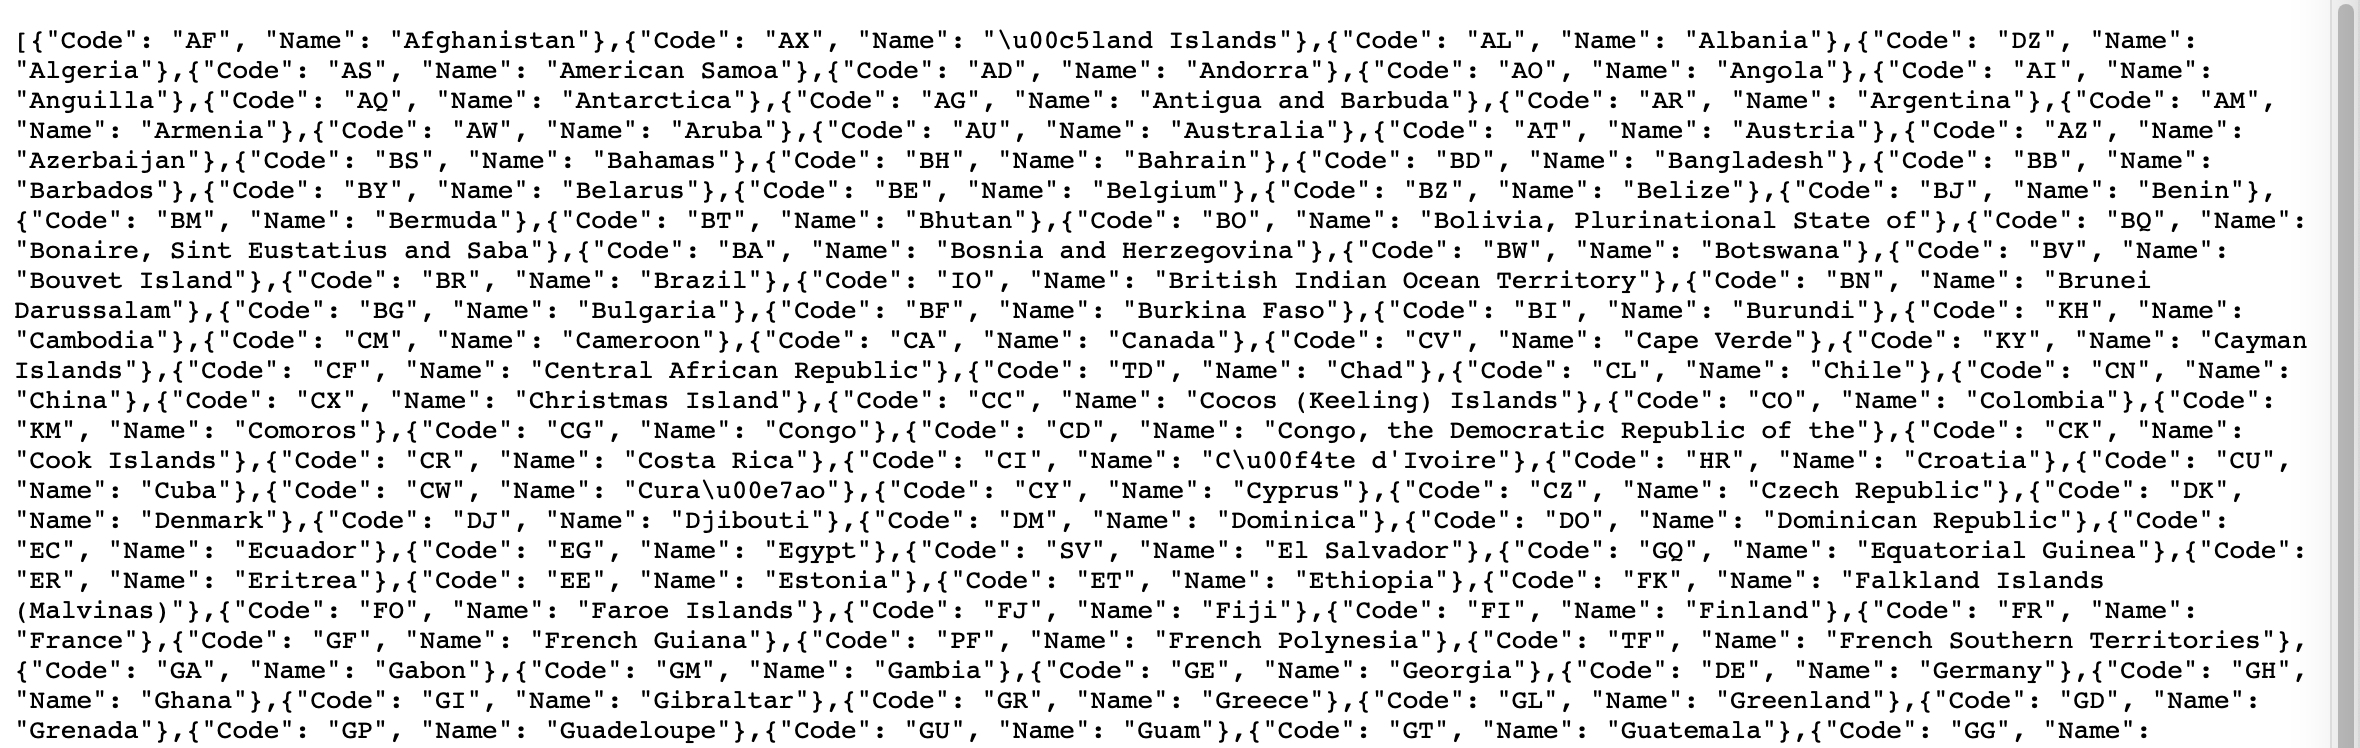 [{"Code": "AF", "Name": "Afghanistan"},{"Code": "AX", "Name": "\u00c5land Islands"},{"Code": "AL", "Name": "Albania"},{"Code": "DZ", "Name":
"Algeria"},{"Code": "AS", "Name": "American Samoa"},{"Code": "AD", "Name": "Andorra"},{"Code": "AO", "Name": "Angola"},{"Code": "AI", "Name":
"Anguilla"},{"Code": "AQ", "Name": "Antarctica"},{"Code": "AG", "Name": "Antigua and Barbuda"},{"Code": "AR", "Name": "Argentina"},{"Code": "AM",
"Name": "Armenia"},{"Code": "AW", "Name": "Aruba"},{"Code": "AU", "Name": "Australia"},{"Code": "AT", "Name": "Austria"},{"Code": "AZ", "Name":
"Azerbaijan"},{"Code": "BS", "Name": "Bahamas"},{"Code": "BH", "Name": "Bahrain"},{"Code": "BD", "Name": "Bangladesh"},{"Code": "BB", "Name":
"Barbados"},{"Code": "BY", "Name": "Belarus"},{"Code": "BE", "Name": "Belgium"},{"Code": "BZ", "Name": "Belize"},{"Code": "BJ", "Name": "Benin"},
{"Code": "BM", "Name": "Bermuda"},{"Code": "BT", "Name": "Bhutan"},{"Code": "BO", "Name": "Bolivia, Plurinational State of"},{"Code": "BQ", "Name":
"Bonaire, Sint Eustatius and Saba"},{"Code": "BA", "Name": "Bosnia and Herzegovina"},{"Code": "BW", "Name": "Botswana"},{"Code": "BV", "Name":
"Bouvet Island"},{"Code": "BR", "Name": "Brazil"},{"Code": "IO", "Name": "British Indian Ocean Territory"},{"Code": "BN", "Name": "Brunei
Darussalam"},{"Code": "BG", "Name": "Bulgaria"},{"Code": "BF", "Name": "Burkina Faso"},{"Code": "BI", "Name": "Burundi"},{"Code": "KH", "Name":
"Cambodia"},{"Code": "CM", "Name": "Cameroon"},{"Code": "CA", "Name": "Canada"},{"Code": "CV", "Name": "Cape Verde"},{"Code": "KY", "Name": "Cayman
Islands"},{"Code": "CF", "Name": "Central African Republic"},{"Code": "TD", "Name": "Chad"},{"Code": "CL", "Name": "Chile"},{"Code": "CN", "Name":
"China"},{"Code": "CX", "Name": "Christmas Island"},{"Code": "CC", "Name": "Cocos (Keeling) Islands"},{"Code": "CO", "Name": "Colombia"},{"Code":
"KM", "Name": "Comoros"},{"Code": "CG", "Name": "Congo"},{"Code": "CD", "Name": "Congo, the Democratic Republic of the"},{"Code": "CK", "Name":
"Cook Islands"},{"Code": "CR", "Name": "Costa Rica"},{"Code": "CI", "Name": "C\u00f4te d'Ivoire"},{"Code": "HR", "Name": "Croatia"},{"Code": "CU",
"Name": "Cuba"},{"Code": "CW", "Name": "Cura\u00e7ao"},{"Code": "CY", "Name": "Cyprus"},{"Code": "CZ", "Name": "Czech Republic"},{"Code": "DK",
"Name": "Denmark"},{"Code": "DJ", "Name": "Djibouti"},{"Code": "DM", "Name": "Dominica"},{"Code": "DO", "Name": "Dominican Republic"},{"Code":
"EC", "Name": "Ecuador"},{"Code": "EG", "Name": "Egypt"},{"Code": "SV", "Name": "El Salvador"},{"Code": "GQ", "Name": "Equatorial Guinea"},{"Code":
"ER", "Name": "Eritrea"},{"Code": "EE", "Name": "Estonia"},{"Code": "ET", "Name": "Ethiopia"},{"Code": "FK", "Name": "Falkland Islands
(Malvinas)"},{"Code": "FO", "Name": "Faroe Islands"},{"Code": "FJ", "Name": "Fiji"},{"Code": "FI", "Name": "Finland"},{"Code": "FR", "Name":
"France"},{"Code": "GF", "Name": "French Guiana"},{"Code": "PF", "Name": "French Polynesia"},{"Code": "TF", "Name": "French Southern Territories"},
{"Code": "GA", "Name": "Gabon"},{"Code": "GM", "Name": "Gambia"},{"Code": "GE", "Name": "Georgia"},{"Code": "DE", "Name": "Germany"},{"Code": "GH",
"Name": "Ghana"},{"Code": "GI", "Name": "Gibraltar"},{"Code": "GR", "Name": "Greece"},{"Code": "GL", "Name": "Greenland"},{"Code": "GD", "Name":
"Grenada"},{"Code": "GP", "Name": "Guadeloupe"},{"Code": "GU", "Name": "Guam"},{"Code": "GT", "Name": "Guatemala"},{"Code": "GG", "Name":